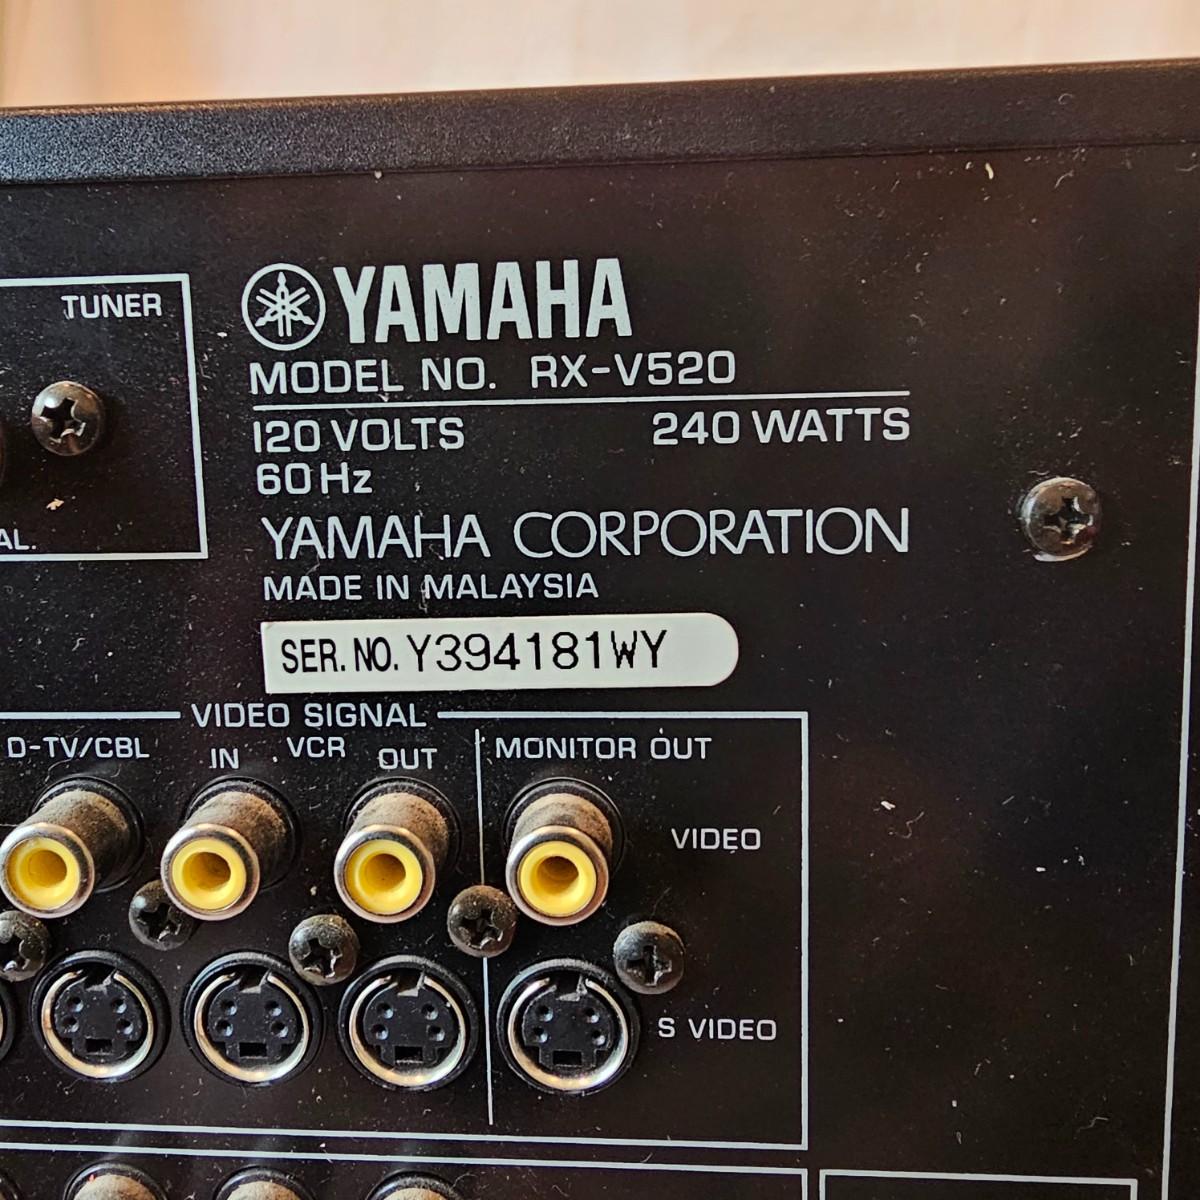 TUNER
AL.
YAMAHA
MODEL NO. RX-V520
120 VOLTS 240 WATTS
60 Hz
YAMAHA CORPORATION
MADE IN MALAYSIA
SER. NO. Y394181WY
VIDEO SIGNAL
D-TV/CBL IN VCR OUT MONITOR OUT
VIDEO
S VIDEO